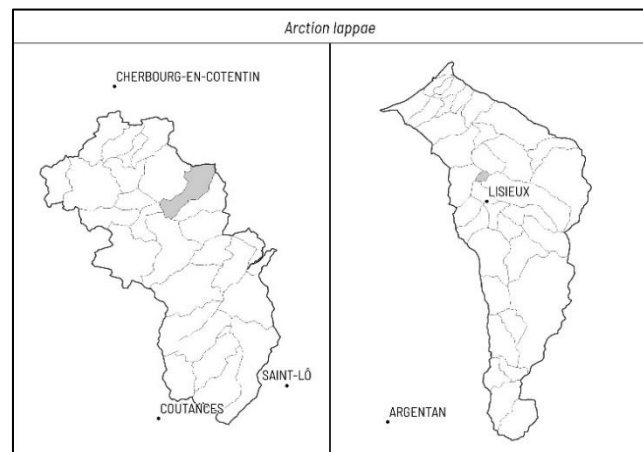 Arction lappae
CHERBOURG-EN-COTENTIN
SAINT-LÔ
COUTANCES
LISIEUX
ARGENTAN